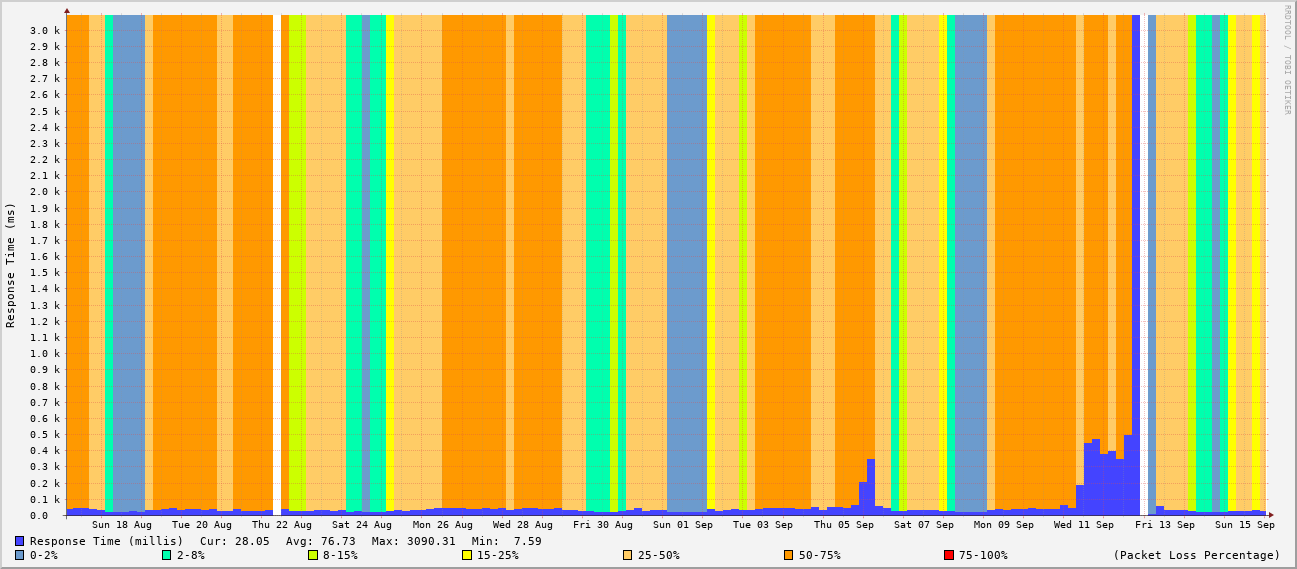 RRDTOOL / TOBI OETIKER
Response Time (ms)
3.0 k
2.9 k
2.8 k
2.7 k
2.6 k
2.5 k
2.4 k
2.3 k
2.2 k
2.1 k
2.0 k
1.9 k
1.8 k
1.7 k
1.6 k
1.5 k
1.4 k
1.3 k
1.2 k
1.1 k
1.0 k
0.9 k
0.8 k
0.7 k
0.6 k
0.5 k
0.4 k
0.3 k
0.2 k
0.1 k
0.0
Sun 18 Aug Tue 20 Aug Thu 22 Aug Sat 24 Aug Mon 26 Aug Wed 28 Aug Fri 30 Aug Sun 01 Sep Tue 03 Sep Thu 05 Sep Sat 07 Sep Mon 09 Sep Wed 11 Sep Fri 13 Sep Sun 15 Sep
Response Time (millis) Cur: 28.05 Avg: 76.73 Max: 3090.31 Min: 7.59
0-2% 2-8% 8-15% 15-25% 25-50% 50-75% 75-100% (Packet Loss Percentage)